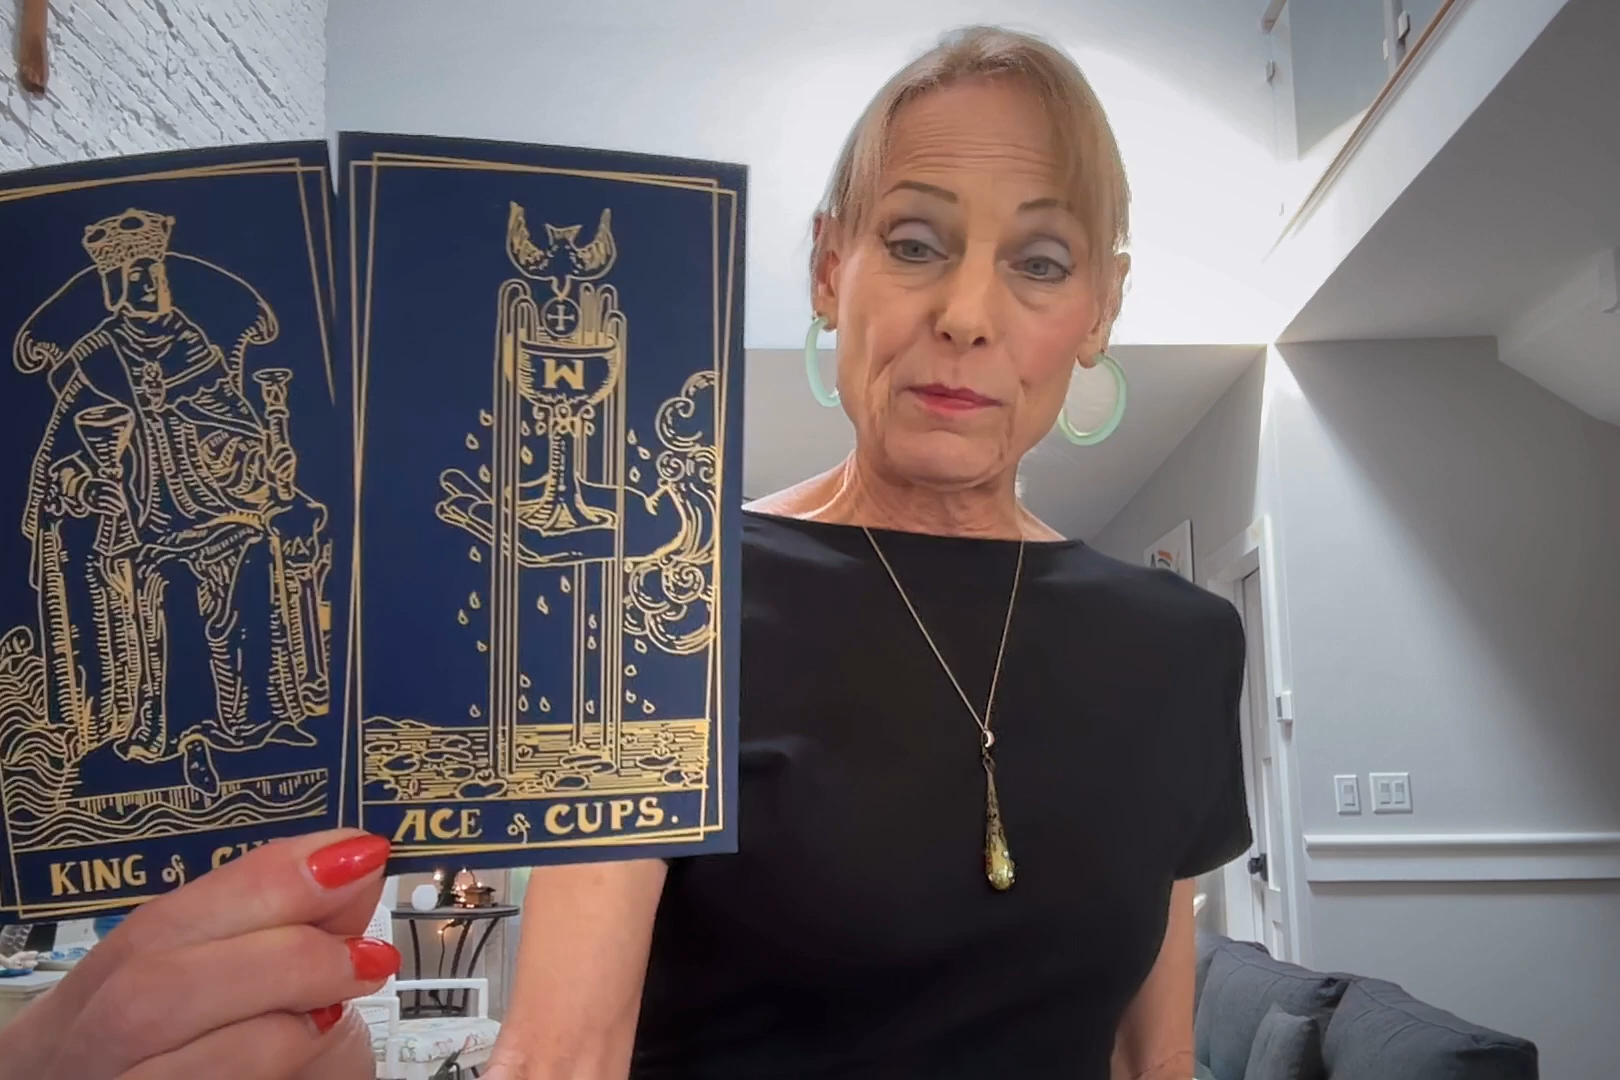 KING of
ACE of CUPS.
W